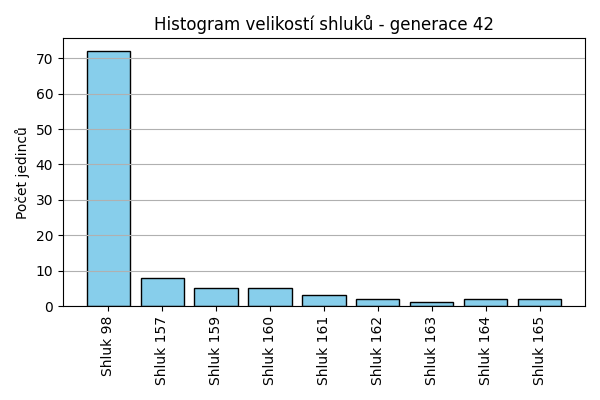 Histogram velikostí shluků - generace 42
Počet jedinců
70
60
50
40
30
20
10
0
Shluk 98
Shluk 157
Shluk 159
Shluk 160
Shluk 161
Shluk 162
Shluk 163
Shluk 164
Shluk 165